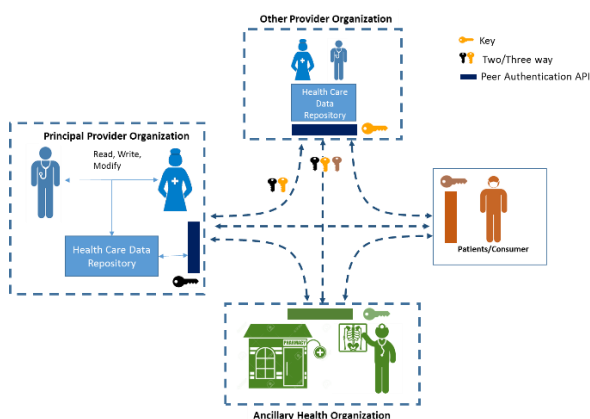 Other Provider Organization
Key
Two/Three way
Peer Authentication API
Health Care
Data
Repository
Principal Provider Organization
Read, Write,
Modify
Health Care Data
Repository
Patients/Consumer
PHARMACY
Ancillary Health Organization